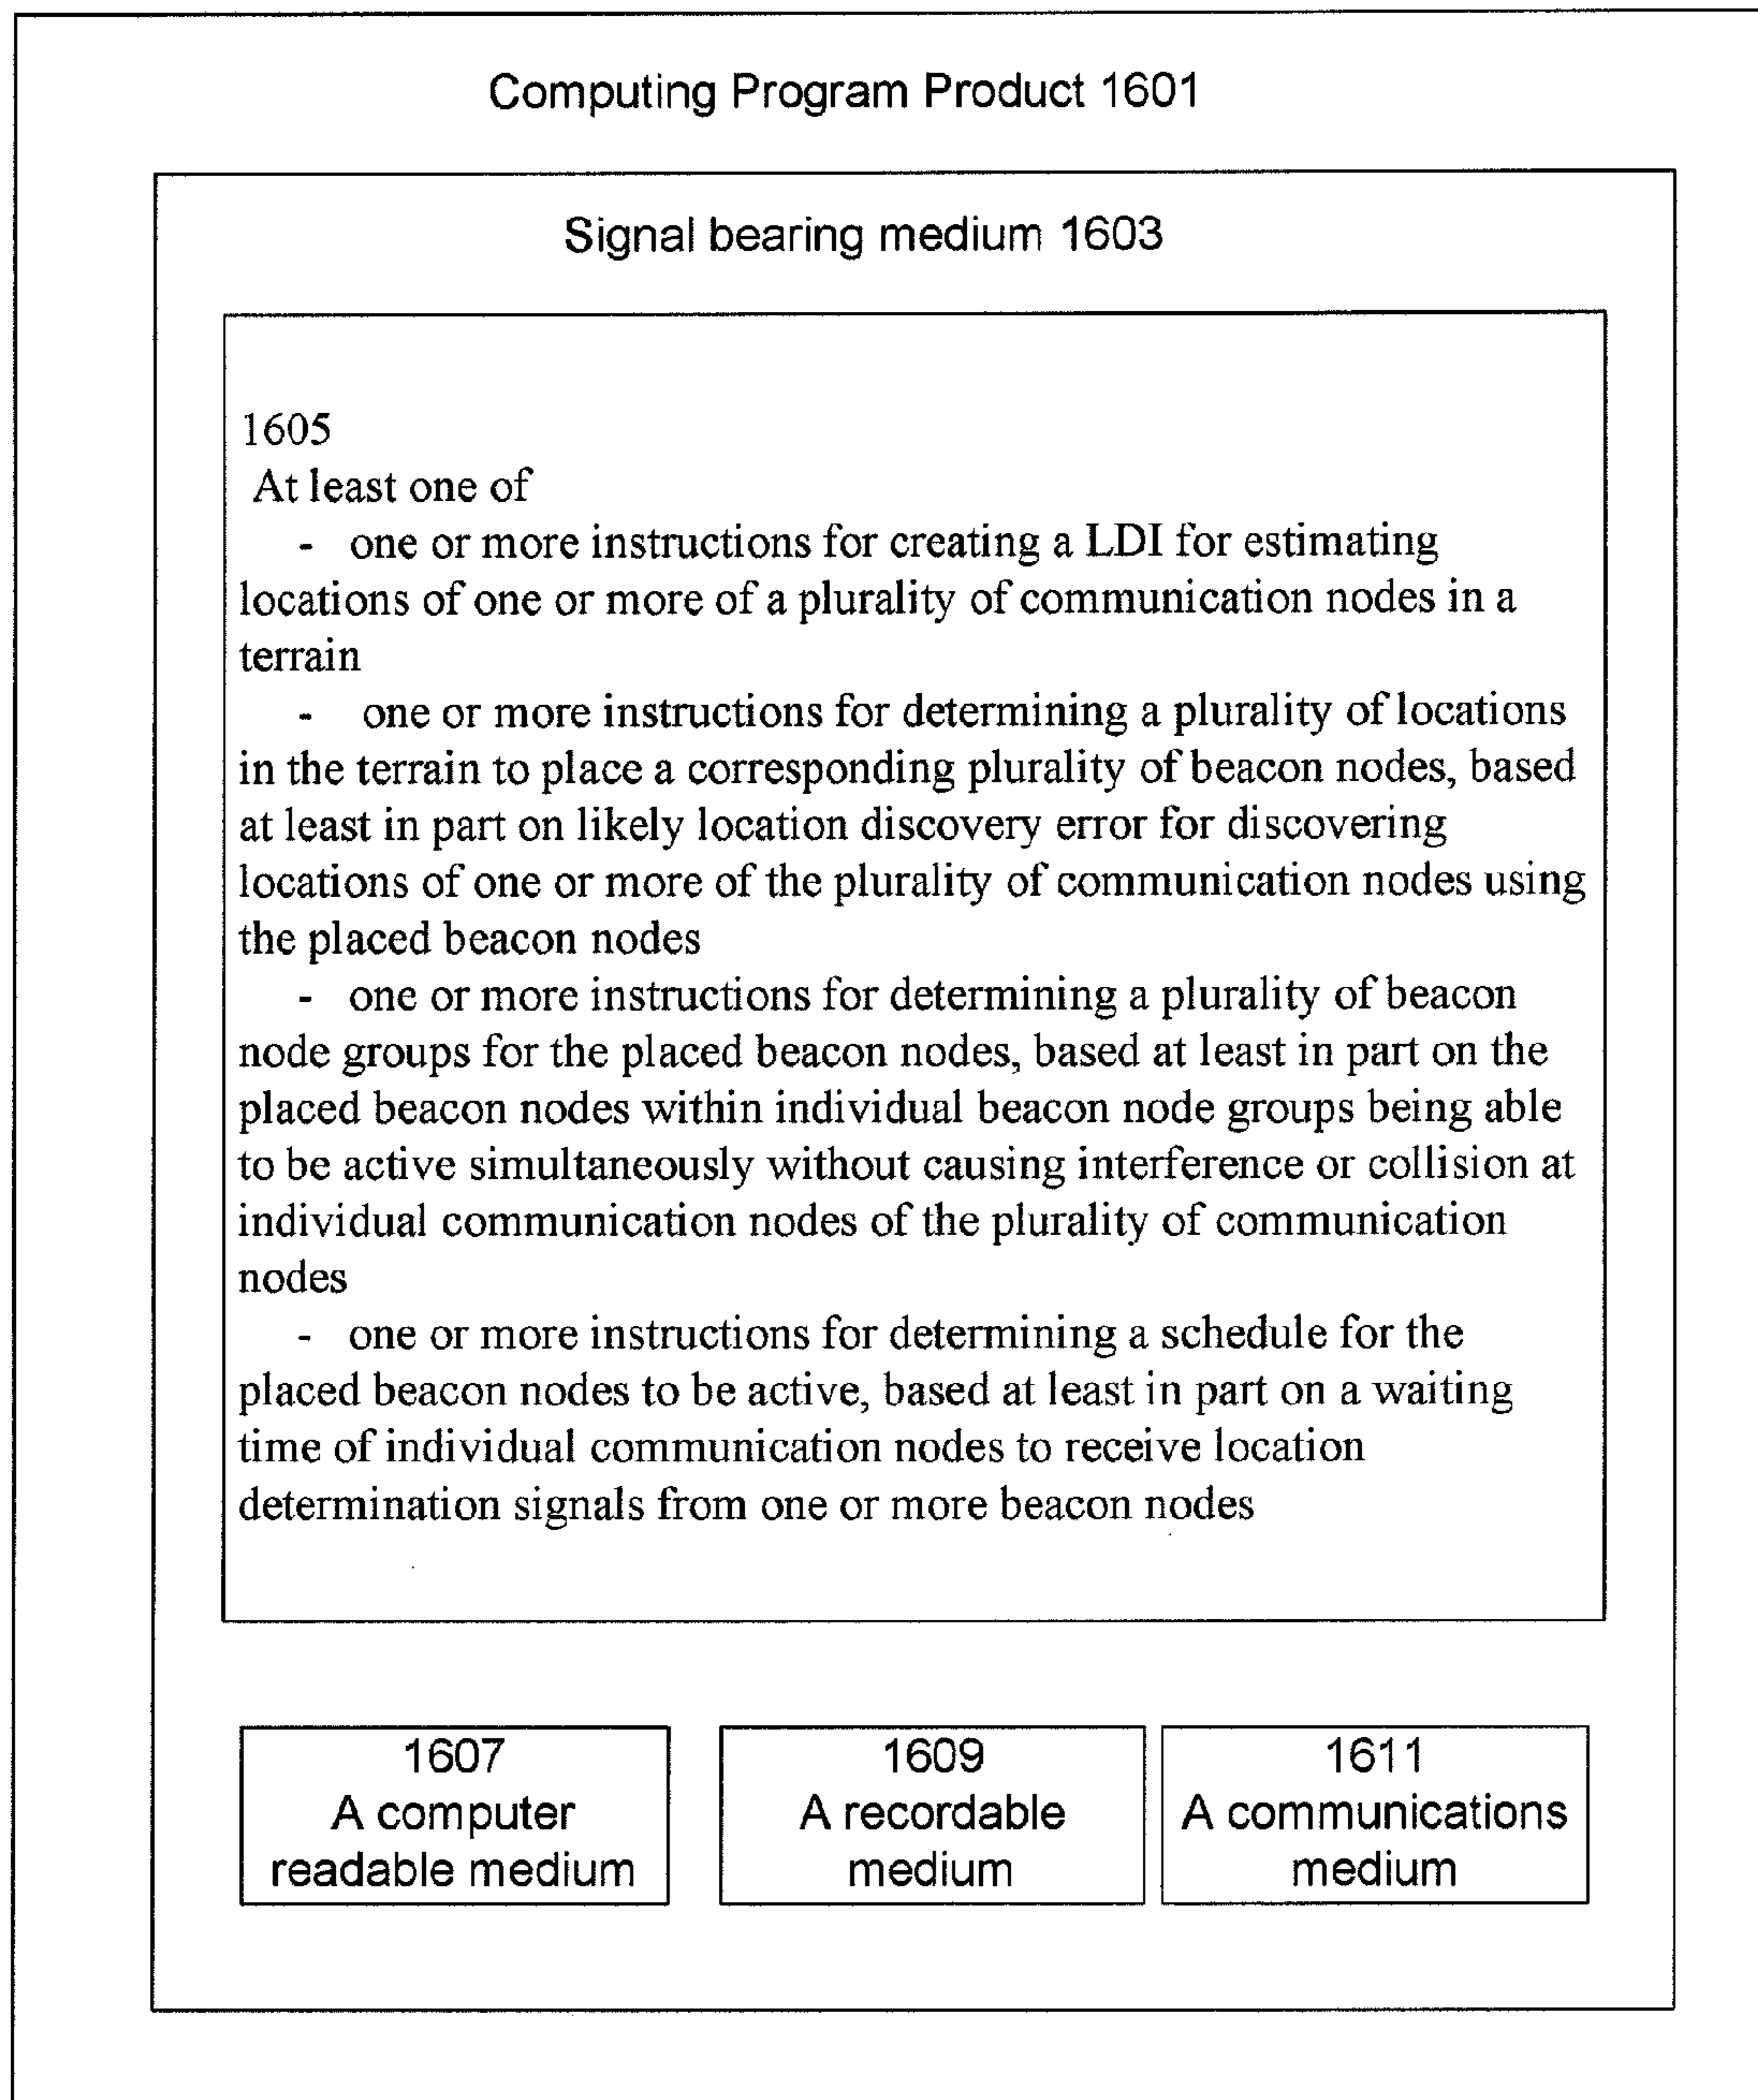 Computing Program Product 1601
Signal bearing medium 1603
1605
At least one of
- one or more instructions for creating a LDI for estimating
locations of one or more of a plurality of communication nodes in a
terrain
- one or more instructions for determining a plurality of locations
in the terrain to place a corresponding plurality of beacon nodes, based
at least in part on likely location discovery error for discovering
locations of one or more of the plurality of communication nodes using
the placed beacon nodes
- one or more instructions for determining a plurality of beacon
node groups for the placed beacon nodes, based at least in part on the
placed beacon nodes within individual beacon node groups being able
to be active simultaneously without causing interference or collision at
individual communication nodes of the plurality of communication
nodes
- one or more instructions for determining a schedule for the
placed beacon nodes to be active, based at least in part on a waiting
time of individual communication nodes to receive location
determination signals from one or more beacon nodes
1607
A computer
readable medium
1609
A recordable
medium
1611
A communications
medium